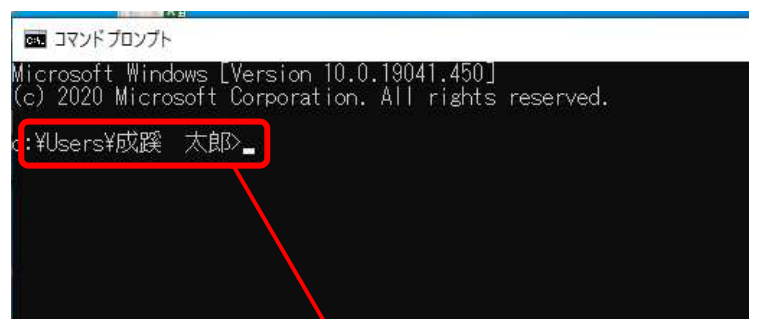 コマンド プロンプト
Microsoft Windows [Version 10.0.19041.450]
(c) 2020 Microsoft Corporation. All rights reserved.
c:¥Users¥成蹊　太郎>